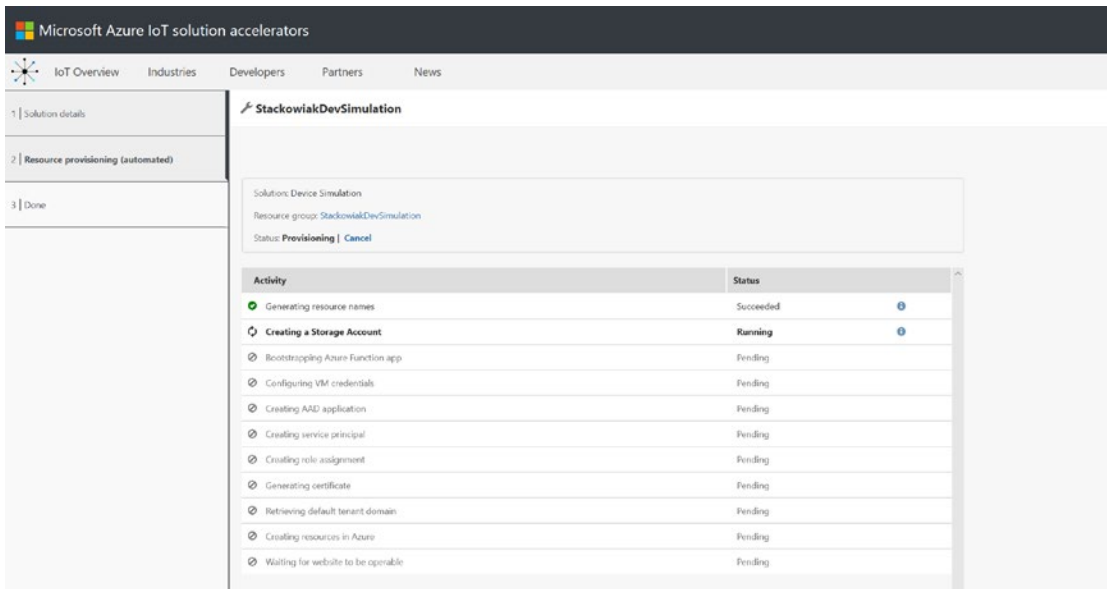 Microsoft Azure IoT solution accelerators
IoT Overview Industries Developers Partners News
1 | Solution details
2 | Resource provisioning (automated)
3 | Done
StackowiakDevSimulation
Solution: Device Simulation
Resource group: StackowiakDevSimulation
Status: Provisioning | Cancel
Activity Status
Generating resource names Succeeded
Creating a Storage Account Running
Bootstrapping Azure Function app Pending
Configuring VM credentials Pending
Creating AAD application Pending
Creating service principal Pending
Creating role assignment Pending
Generating certificate Pending
Retrieving default tenant domain Pending
Creating resources in Azure Pending
Waiting for website to be operable Pending